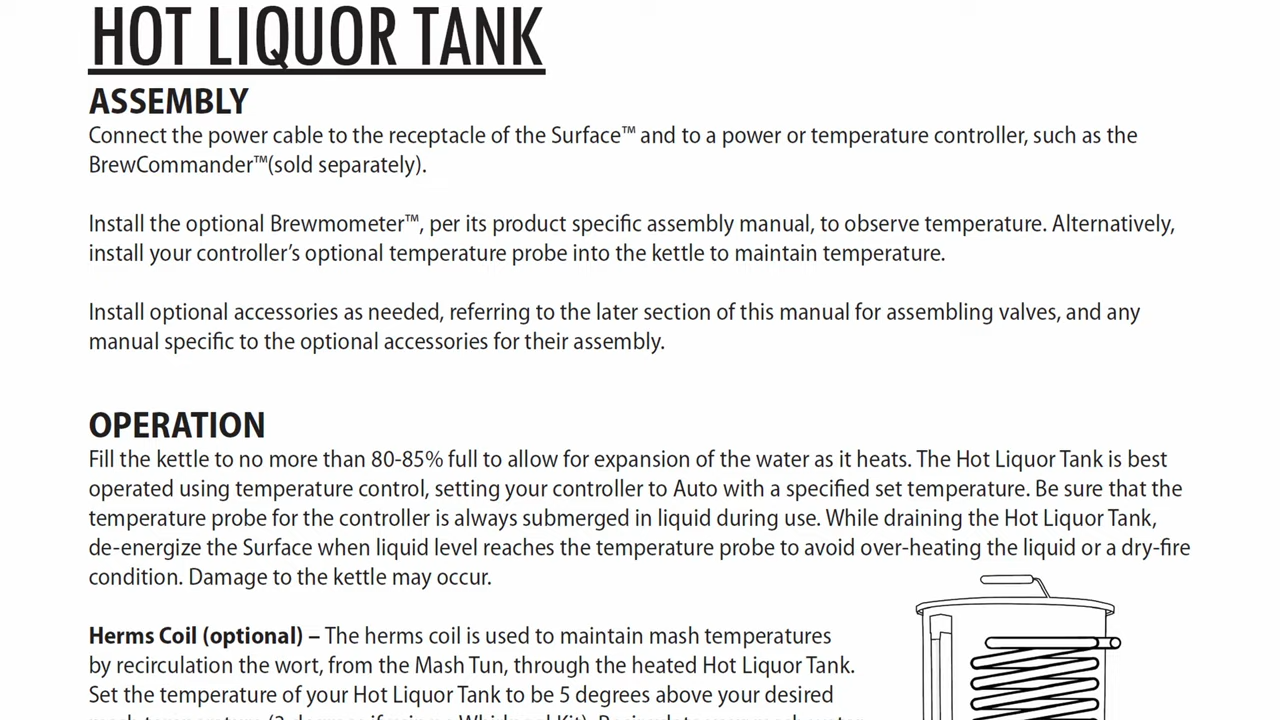 HOT LIQUOR TANK
ASSEMBLY
Connect the power cable to the receptacle of the Surface™ and to a power or temperature controller, such as the
BrewCommander™(sold separately).
Install the optional Brewmometer™, per its product specific assembly manual, to observe temperature. Alternatively,
install your controller’s optional temperature probe into the kettle to maintain temperature.
Install optional accessories as needed, referring to the later section of this manual for assembling valves, and any
manual specific to the optional accessories for their assembly.
OPERATION
Fill the kettle to no more than 80-85% full to allow for expansion of the water as it heats. The Hot Liquor Tank is best
operated using temperature control, setting your controller to Auto with a specified set temperature. Be sure that the
temperature probe for the controller is always submerged in liquid during use. While draining the Hot Liquor Tank,
de-energize the Surface when liquid level reaches the temperature probe to avoid over-heating the liquid or a dry-fire
condition. Damage to the kettle may occur.
Herms Coil (optional) – The herms coil is used to maintain mash temperatures
by recirculation the wort, from the Mash Tun, through the heated Hot Liquor Tank.
Set the temperature of your Hot Liquor Tank to be 5 degrees above your desired